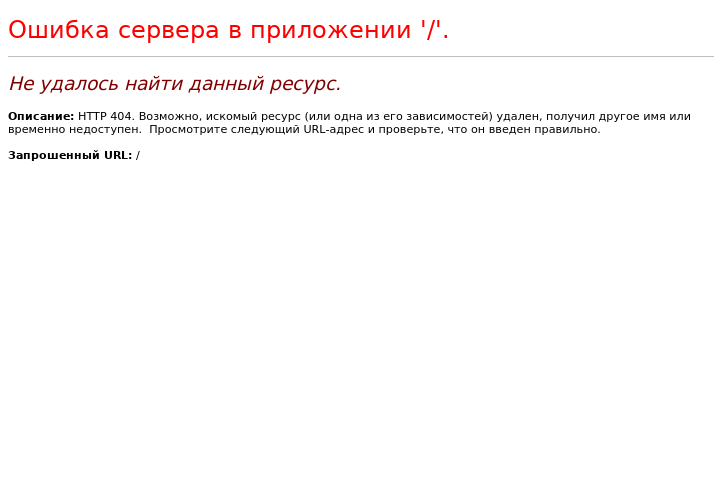 Ошибка сервера в приложении '/'.
Не удалось найти данный ресурс.
Описание: HTTP 404. Возможно, искомый ресурс (или одна из его зависимостей) удален, получил другое имя или
временно недоступен.  Просмотрите следующий URL-адрес и проверьте, что он введен правильно.
Запрошенный URL: /